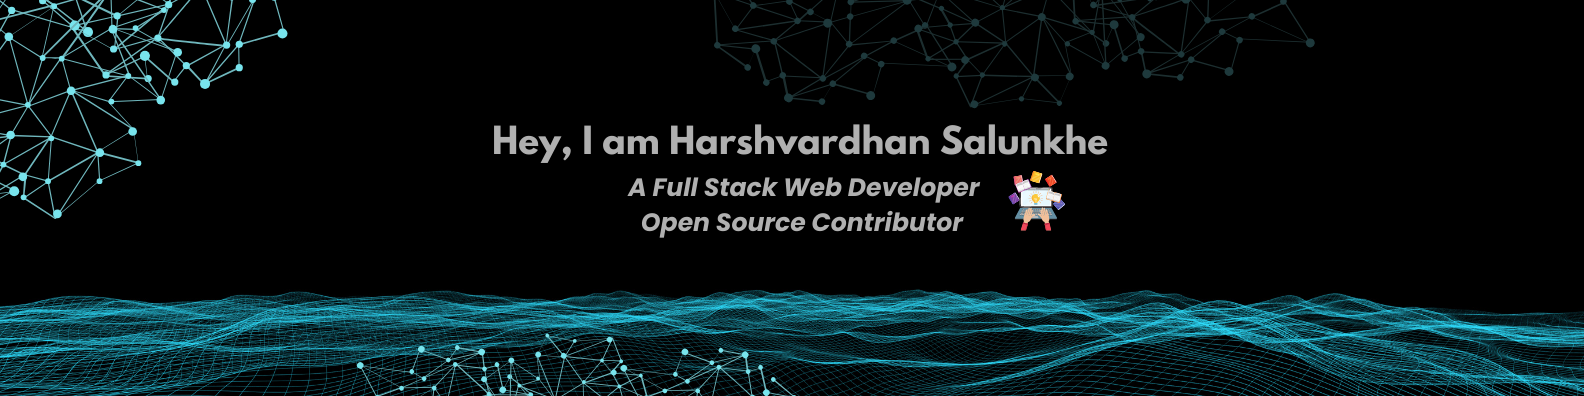 Hey, I am Harshvardhan Salunkhe
A Full Stack Web Developer
Open Source Contributor